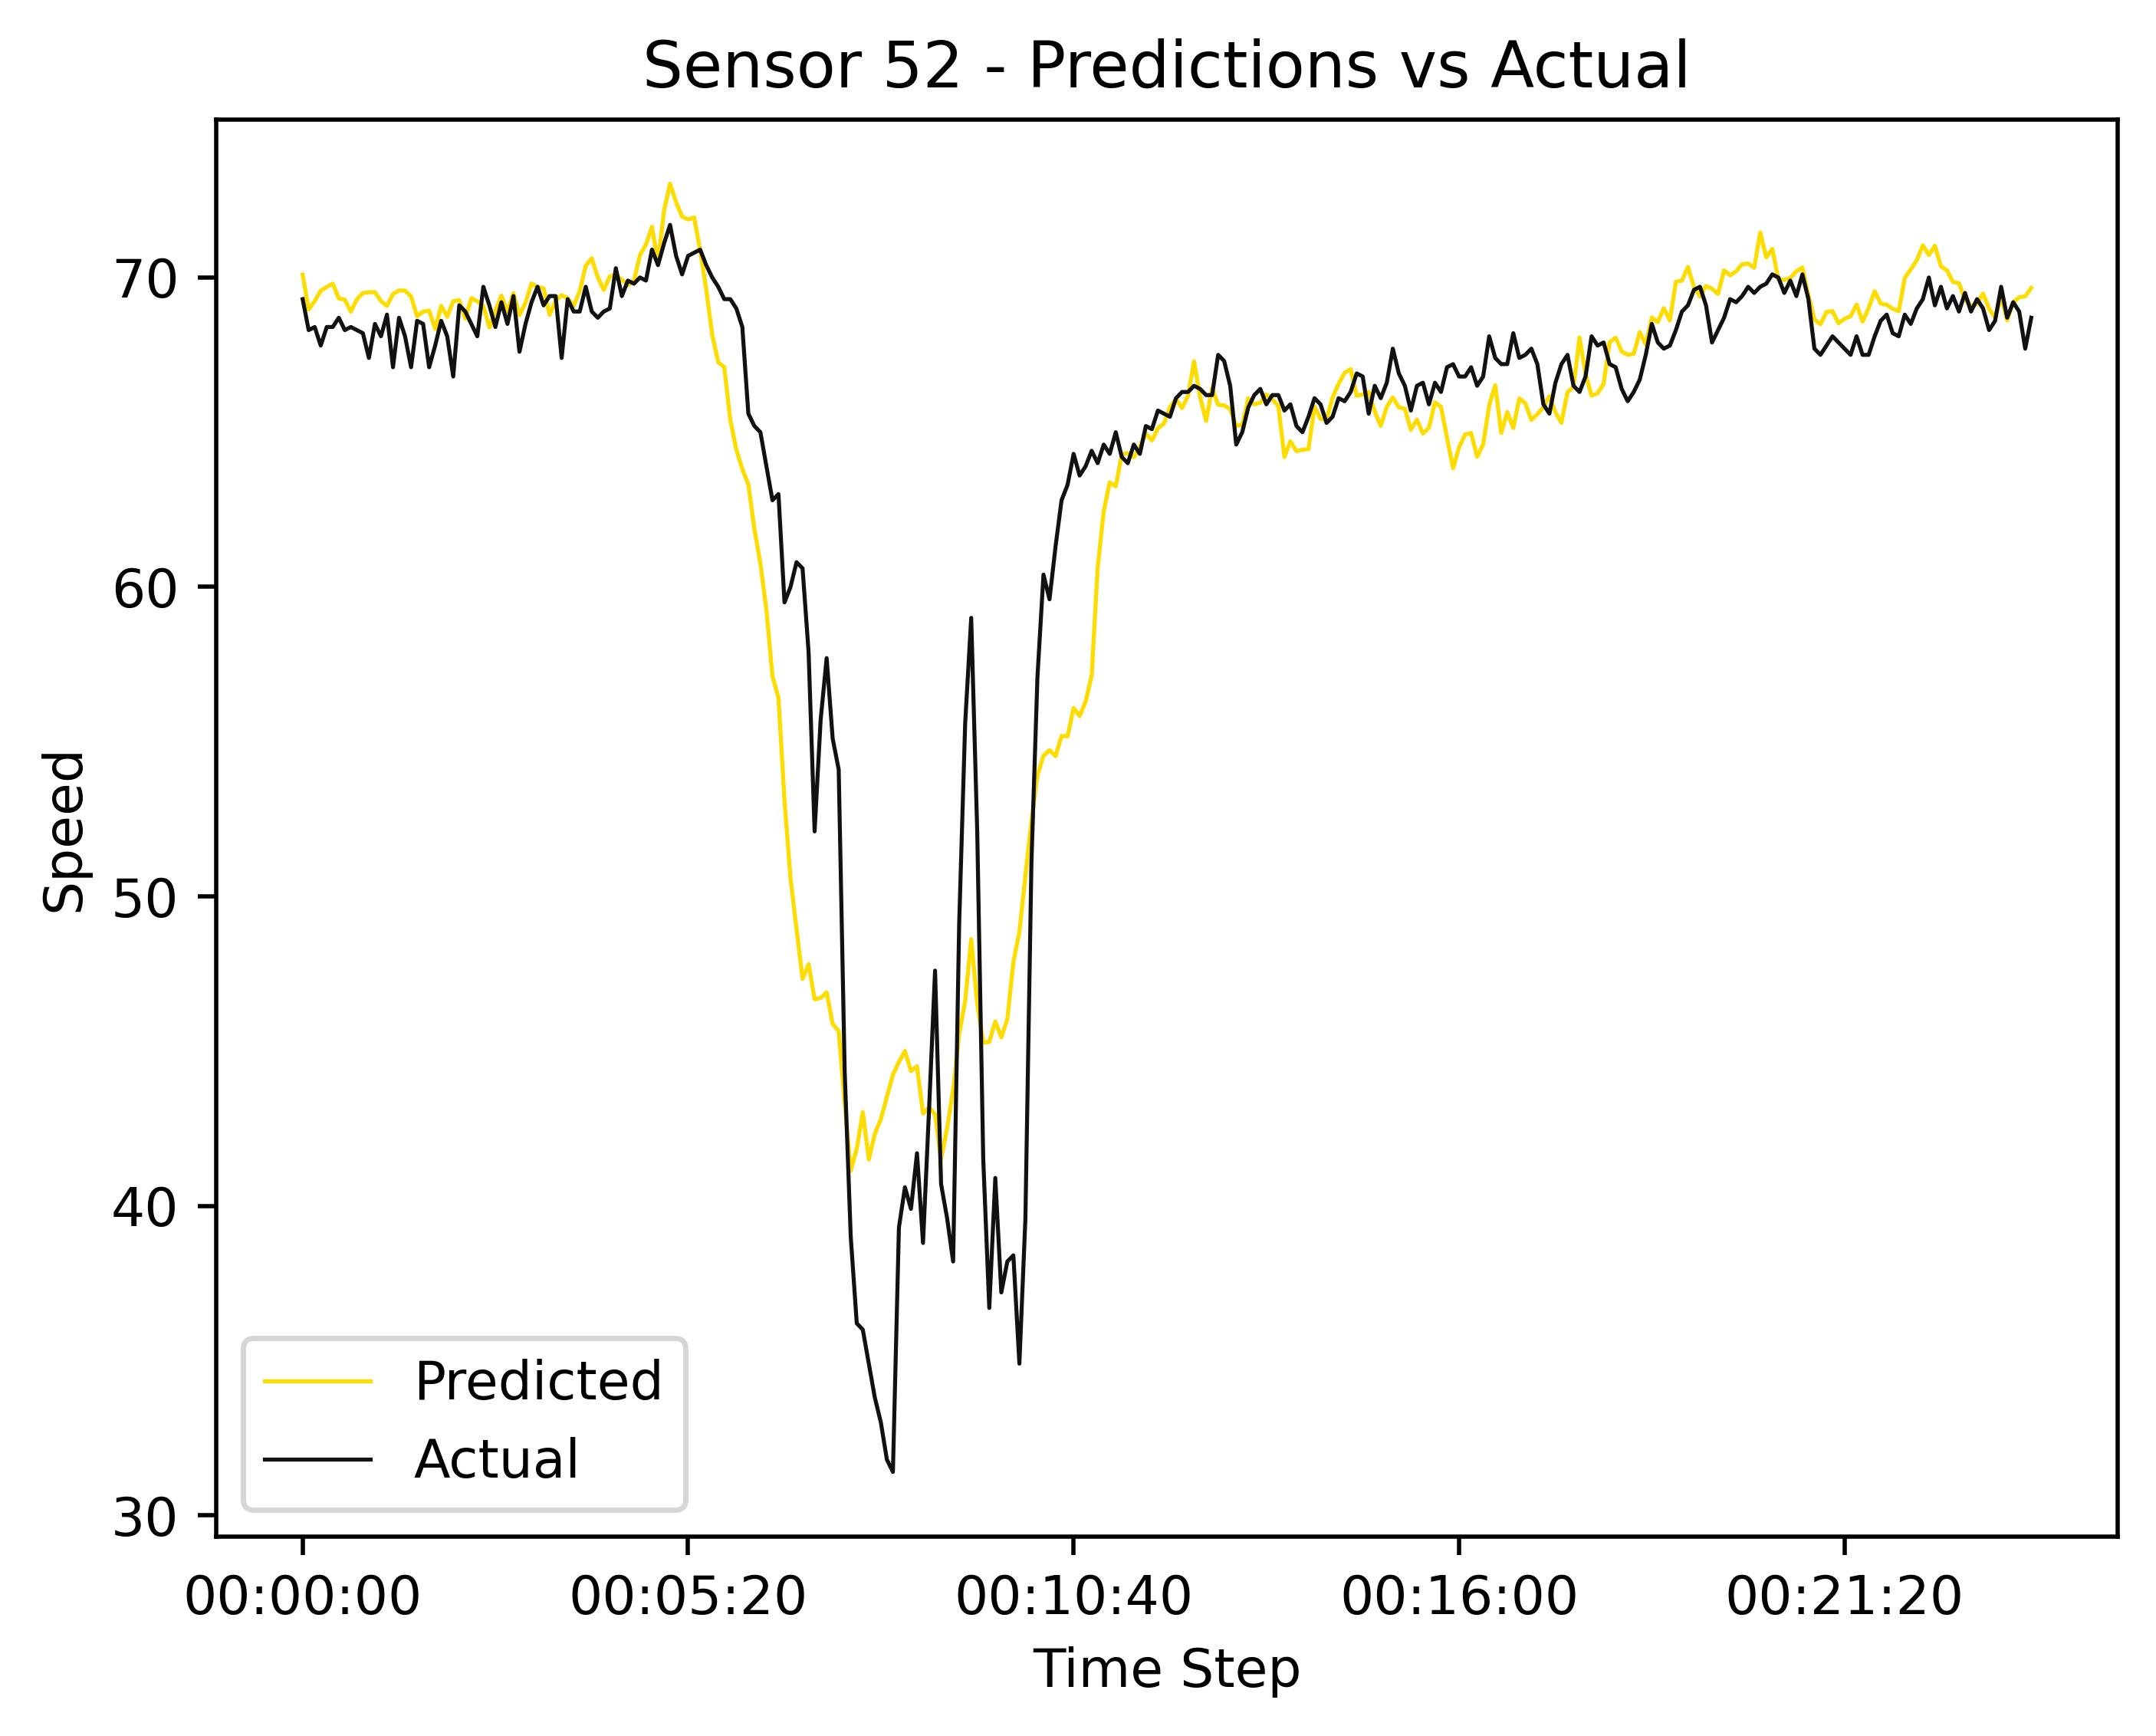 Sensor 52 - Predictions vs Actual
70
60
50
40
30
Speed
Predicted
Actual
00:00:00 00:05:20 00:10:40 00:16:00 00:21:20
Time Step